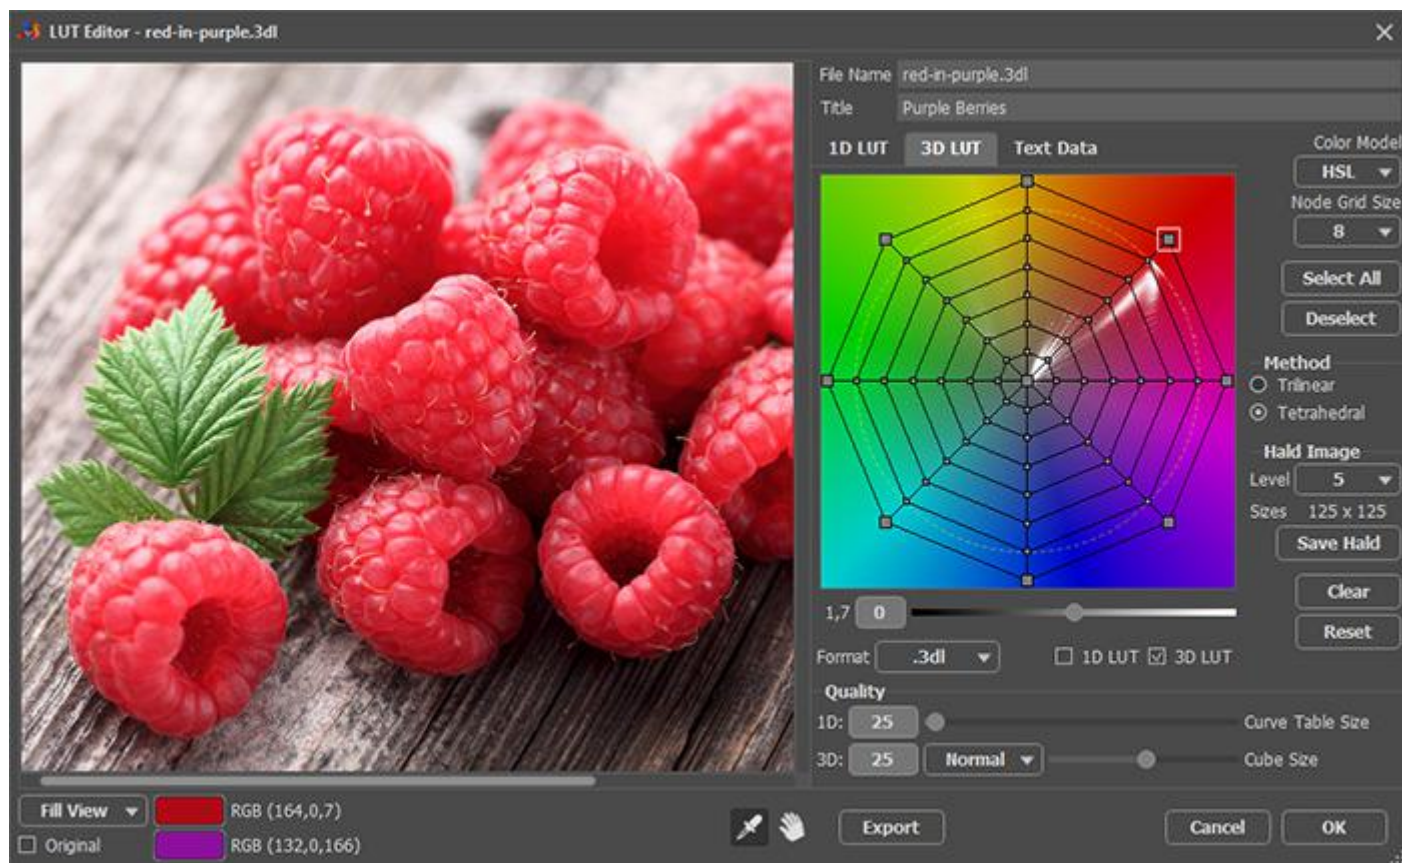 LUT Editor - red-in-purple.3dl
File Name red-in-purple.3dl
Title Purple Berries
1D LUT 3D LUT Text Data
Color Model
HSL
Node Grid Size
8
Select All
Deselect
Method
Trilinear
Tetrahedral
Hald Image
Level 5
Sizes 125 x 125
Save Hald
Clear
Reset
1,7 0
Format .3dl 1D LUT 3D LUT
Quality
1D: 25 Curve Table Size
3D: 25 Normal Cube Size
Fill View RGB (164,0,7)
Original RGB (132,0,166)
Export Cancel OK